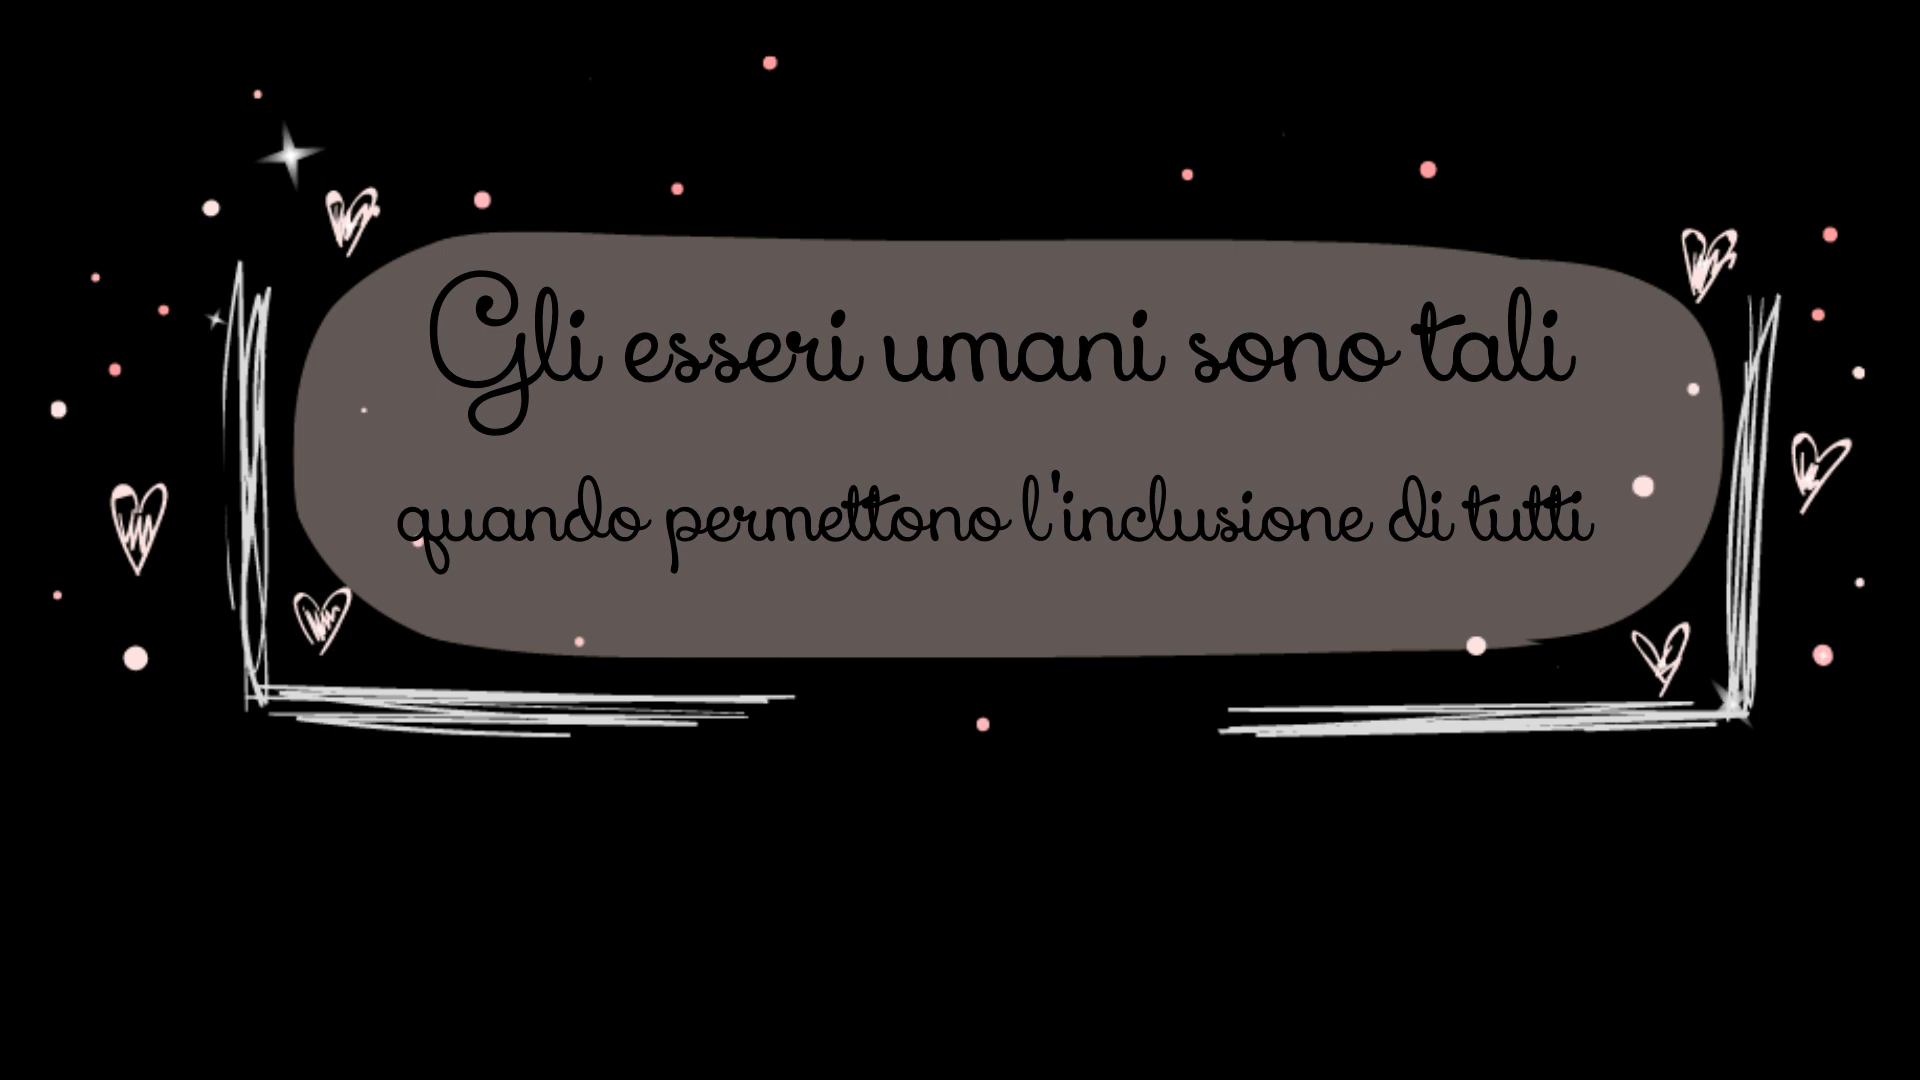 Gli esseri umani sono tali
quando permettono l'inclusione di tutti